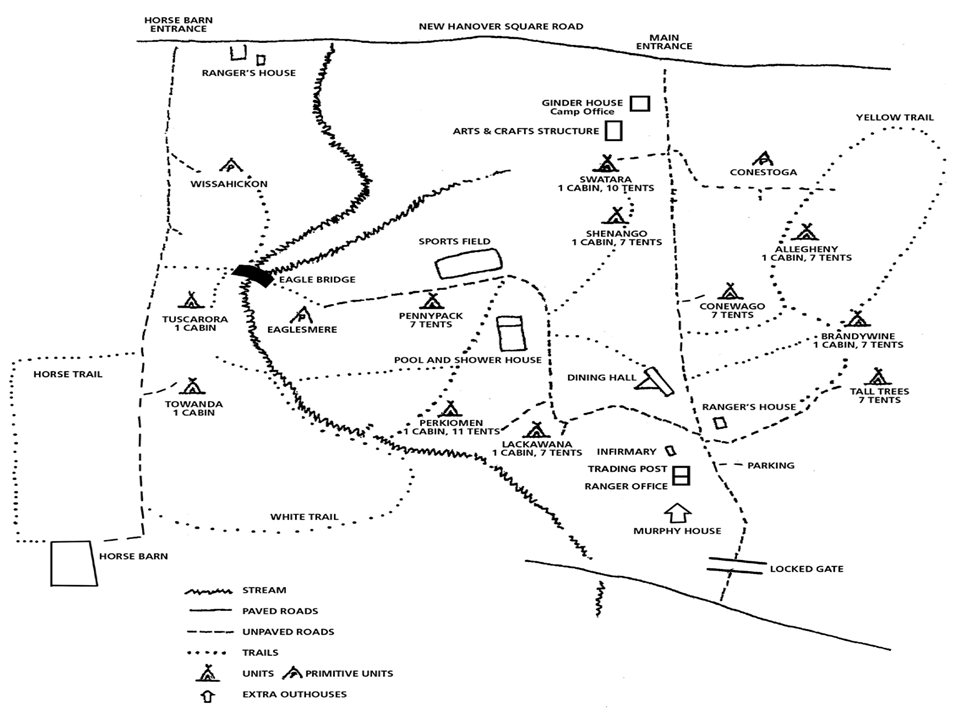 HORSE BARN
ENTRANCE
NEW HANOVER SQUARE ROAD
MAIN
ENTRANCE
RANGER'S HOUSE
GINDER HOUSE
Camp Office
ARTS & CRAFTS STRUCTURE
YELLOW TRAIL
P
WISSAHICKON
SWATARA
1 CABIN, 10 TENTS
P
CONESTOGA
SHENANGO
1 CABIN, 7 TENTS
ALLEGHENY
1 CABIN, 7 TENTS
SPORTS FIELD
EAGLE BRIDGE
TUSCARORA
1 CABIN
P
EAGLESMERE
PENNYPACK
7 TENTS
CONEWAGO
7 TENTS
BRANDYWINE
1 CABIN, 7 TENTS
POOL AND SHOWER HOUSE
HORSE TRAIL
DINING HALL
TOWANDA
1 CABIN
TALL TREES
7 TENTS
RANGER'S HOUSE
PERKIOMEN
1 CABIN, 11 TENTS
LACKAWANA
1 CABIN, 7 TENTS
INFIRMARY
TRADING POST
RANGER OFFICE
PARKING
WHITE TRAIL
MURPHY HOUSE
HORSE BARN
LOCKED GATE
STREAM
PAVED ROADS
UNPAVED ROADS
TRAILS
UNITS P PRIMITIVE UNITS
EXTRA OUTHOUSES